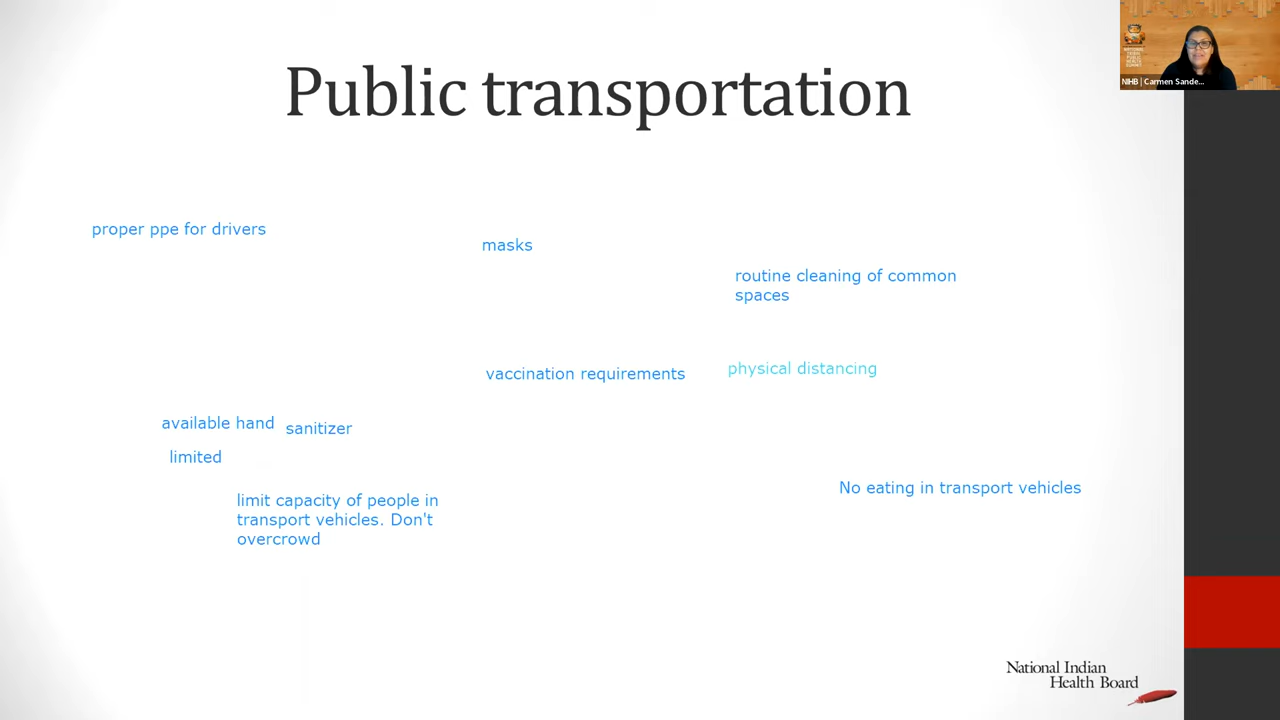 Public transportation
NIHB | Carmen Sande...
proper ppe for drivers
masks
routine cleaning of common
spaces
vaccination requirements
physical distancing
available hand
sanitizer
limited
limit capacity of people in
transport vehicles. Don't
overcrowd
No eating in transport vehicles
National Indian
Health Board